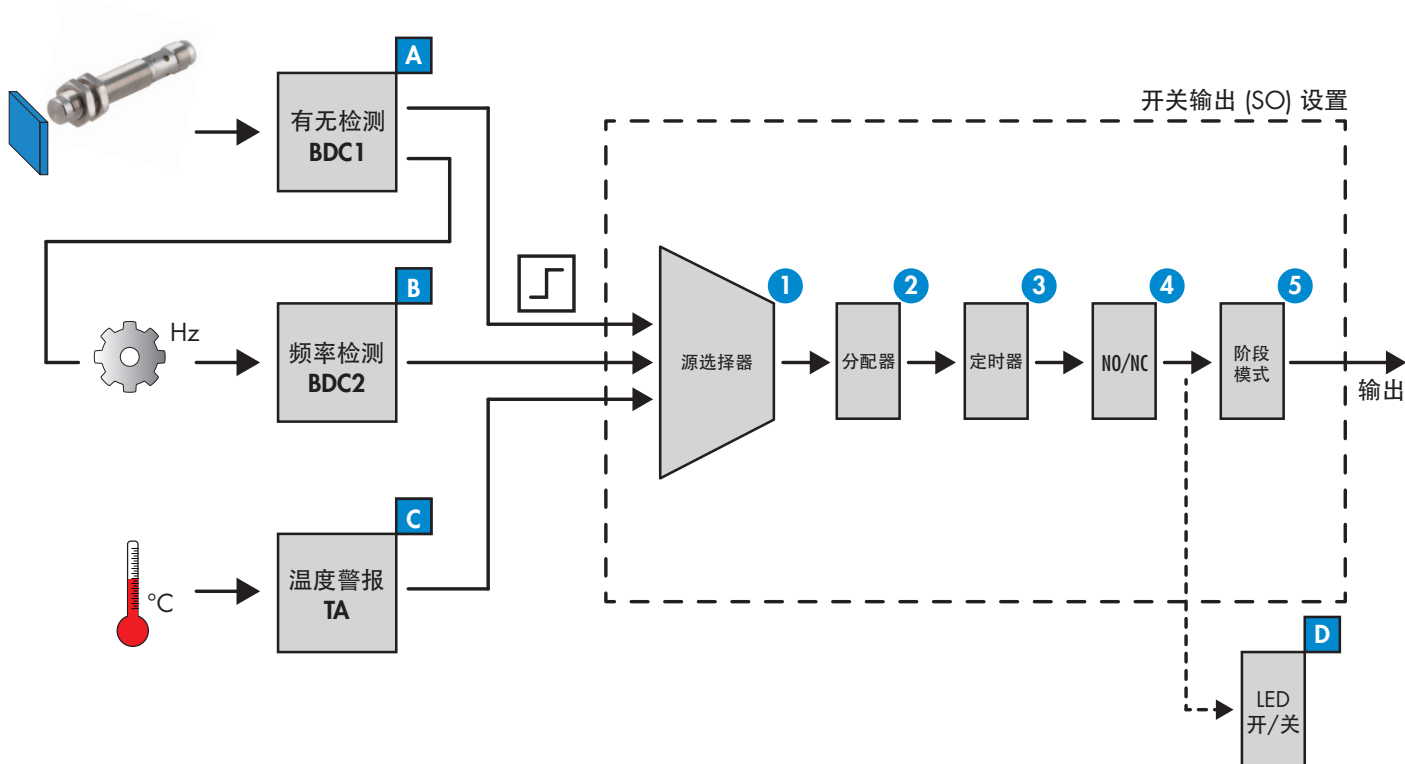 A
有无检测
BDC1
开关输出 (SO) 设置
B
Hz
频率检测
BDC2
1
2
3
4
5
源选择器
分配器
定时器
NO/NC
阶段
模式
输出
C
°C
温度警报
TA
D
LED
开/关